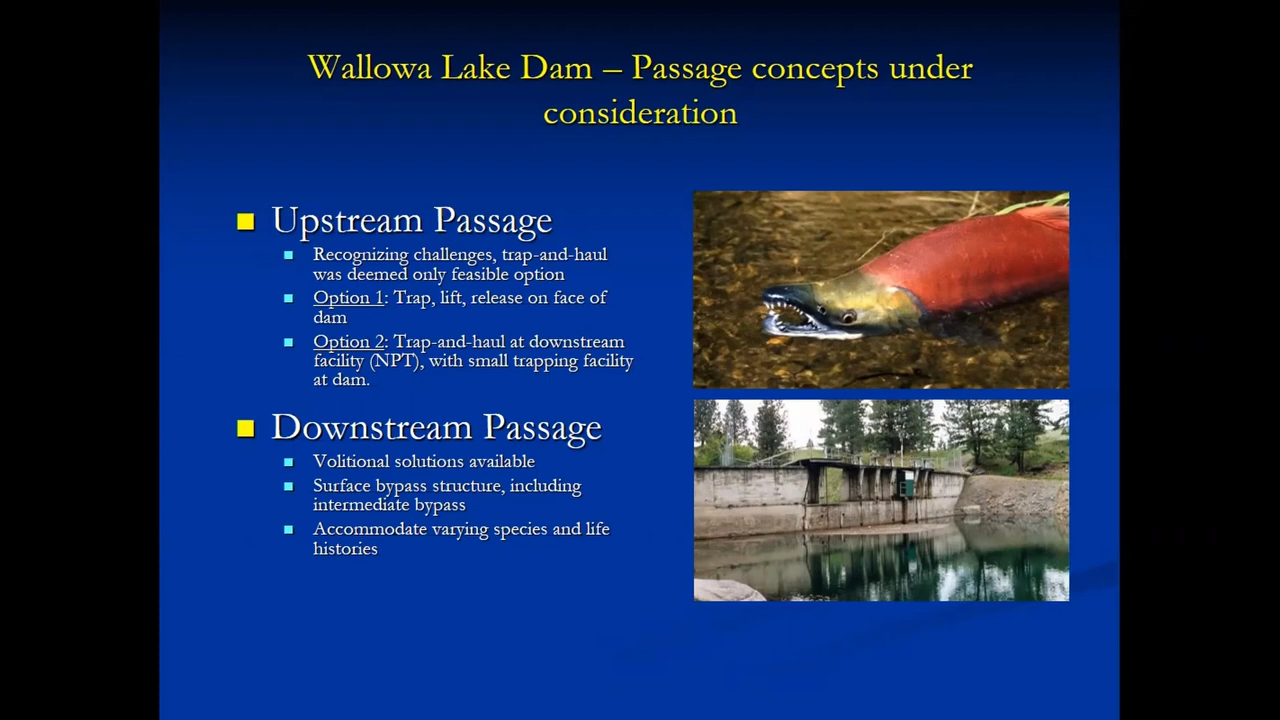 Wallowa Lake Dam – Passage concepts under
consideration
Upstream Passage
Recognizing challenges, trap-and-haul
was deemed only feasible option
Option 1: Trap, lift, release on face of
dam
Option 2: Trap-and-haul at downstream
facility (NPT), with small trapping facility
at dam.
Downstream Passage
Volitional solutions available
Surface bypass structure, including
intermediate bypass
Accommodate varying species and life
histories